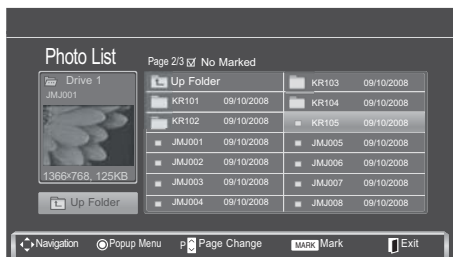 Photo List
Page 2/3 No Marked
Drive 1
JMJ001
1366x768, 125KB
Up Folder
Up Folder
KR101 09/10/2008
KR102 09/10/2008
JMJ001 09/10/2008
JMJ002 09/10/2008
JMJ003 09/10/2008
JMJ004 09/10/2008
KR103 09/10/2008
KR104 09/10/2008
KR105 09/10/2008
JMJ005 09/10/2008
JMJ006 09/10/2008
JMJ007 09/10/2008
JMJ008 09/10/2008
Navigation Popup Menu P Page Change MARK Mark Exit